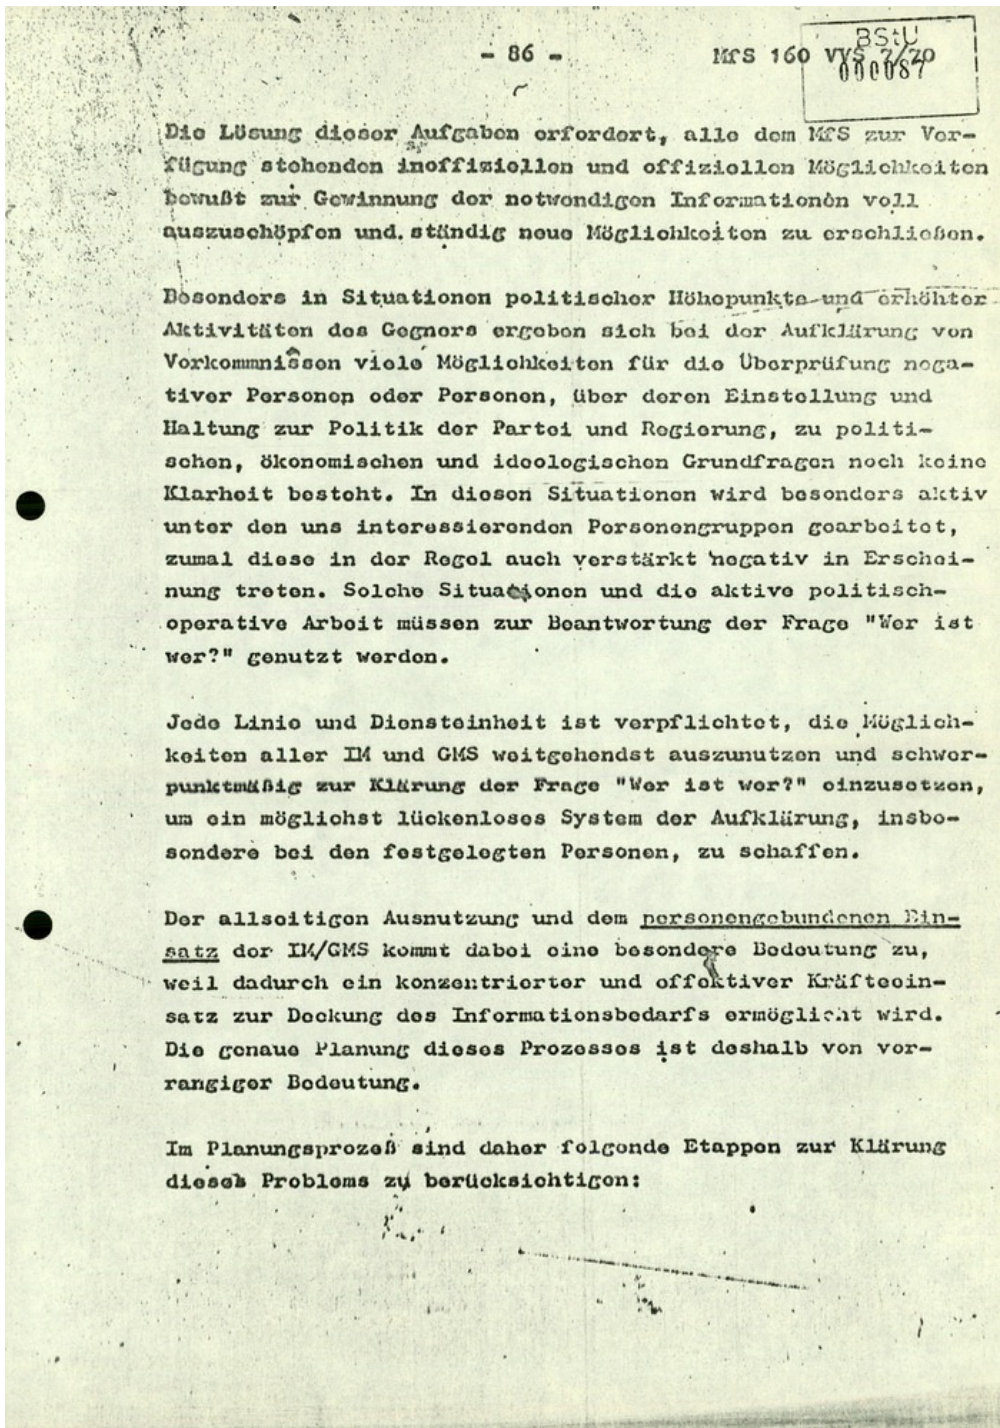 - 86 -
MfS 160 VVS 7/70
BStU
000087
Die Lösung dieser Aufgaben erfordert, alle dem MfS zur Ver-
fügung stehenden inoffiziellen und offiziellen Möglichkeiten
bewußt zur Gewinnung der notwendigen Informationen voll
auszuschöpfen und ständig neue Möglichkeiten zu erschließen.
Besonders in Situationen politischer Höhepunkte und erhöhter
Aktivitäten des Gegners ergeben sich bei der Aufklärung von
Vorkommnissen viele Möglichkeiten für die Überprüfung nega-
tiver Personen oder Personen, über deren Einstellung und
Haltung zur Politik der Partei und Regierung, zu politi-
schen, ökonomischen und ideologischen Grundfragen noch keine
Klarheit besteht. In diesen Situationen wird besonders aktiv
unter den uns interessierenden Personengruppen gearbeitet,
zumal diese in der Regel auch verstärkt negativ in Erschei-
nung treten. Solche Situationen und die aktive politisch-
operative Arbeit müssen zur Beantwortung der Frage "Wer ist
wer?" genutzt werden.
Jede Linie und Diensteinheit ist verpflichtet, die Möglich-
keiten aller IM und GMS weitgehendst auszunutzen und schwer-
punktmäßig zur Klärung der Frage "Wer ist wer?" einzusetzen,
um ein möglichst lückenloses System der Aufklärung, insbe-
sondere bei den festgelegten Personen, zu schaffen.
Der allseitigen Ausnutzung und dem personengebundenen Ein-
satz der IM/GMS kommt dabei eine besondere Bedeutung zu,
weil dadurch ein konzentrierter und effektiver Kräfteein-
satz zur Deckung des Informationsbedarfs ermöglicht wird.
Die genaue Planung dieses Prozesses ist deshalb von vor-
rangiger Bedeutung.
Im Planungsprozeß sind daher folgende Etappen zur Klärung
dieses Problems zu berücksichtigen: